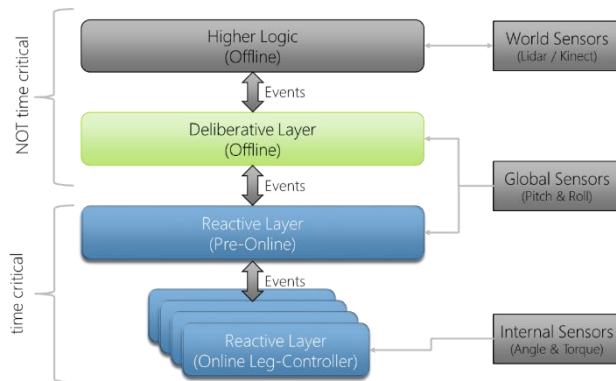 Higher Logic
(Offline)
World Sensors
(Lidar / Kinect)
Events
NOT time critical
Deliberative Layer
(Offline)
Events
Global Sensors
(Pitch & Roll)
Reactive Layer
(Pre-Online)
time critical
Events
Reactive Layer
(Online Leg-Controller)
Internal Sensors
(Angle & Torque)